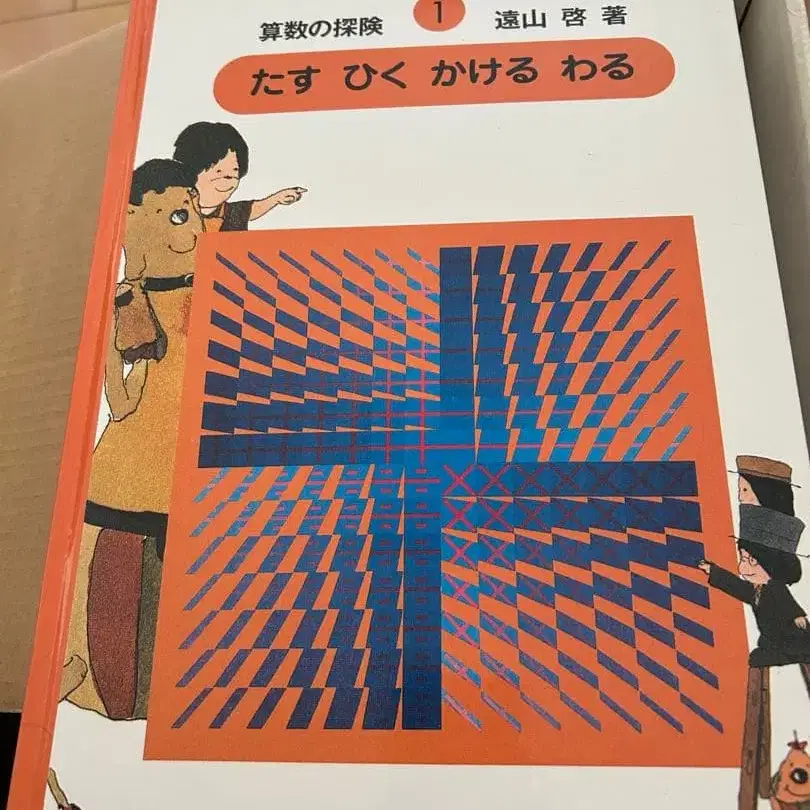 算数の探険 1 遠山 啓 著
たす ひく かける わる